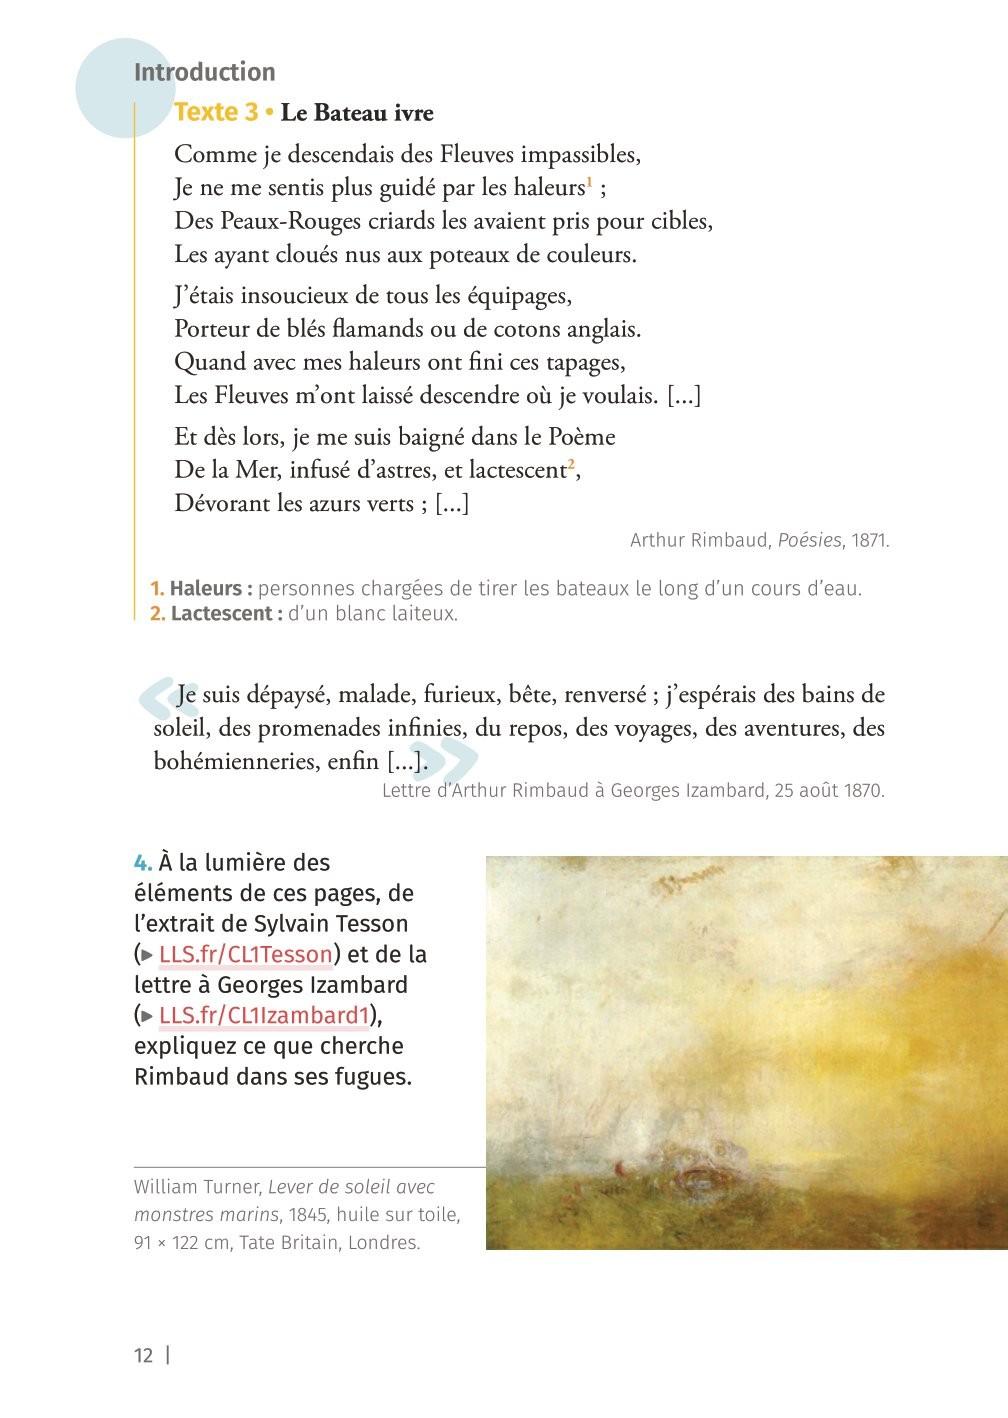 Introduction
Texte 3 • Le Bateau ivre
Comme je descendais des Fleuves impassibles,
Je ne me sentis plus guidé par les haleurs¹ ;
Des Peaux-Rouges criards les avaient pris pour cibles,
Les ayant cloués nus aux poteaux de couleurs.
J’étais insoucieux de tous les équipages,
Porteur de blés flamands ou de cotons anglais.
Quand avec mes haleurs ont fini ces tapages,
Les Fleuves m’ont laissé descendre où je voulais. [...]
Et dès lors, je me suis baigné dans le Poème
De la Mer, infusé d’astres, et lactescent²,
Dévorant les azurs verts ; [...]
Arthur Rimbaud, Poésies, 1871.
1. Haleurs : personnes chargées de tirer les bateaux le long d’un cours d’eau.
2. Lactescent : d’un blanc laiteux.
« Je suis dépaysé, malade, furieux, bête, renversé ; j’espérais des bains de
soleil, des promenades infinies, du repos, des voyages, des aventures, des
bohémienneries, enfin [...]. »
Lettre d’Arthur Rimbaud à Georges Izambard, 25 août 1870.
4. À la lumière des
éléments de ces pages, de
l’extrait de Sylvain Tesson
(▸ LLS.fr/CL1Tesson) et de la
lettre à Georges Izambard
(▸ LLS.fr/CL1Izambard1),
expliquez ce que cherche
Rimbaud dans ses fugues.
William Turner, Lever de soleil avec
monstres marins, 1845, huile sur toile,
91 × 122 cm, Tate Britain, Londres.
12 |